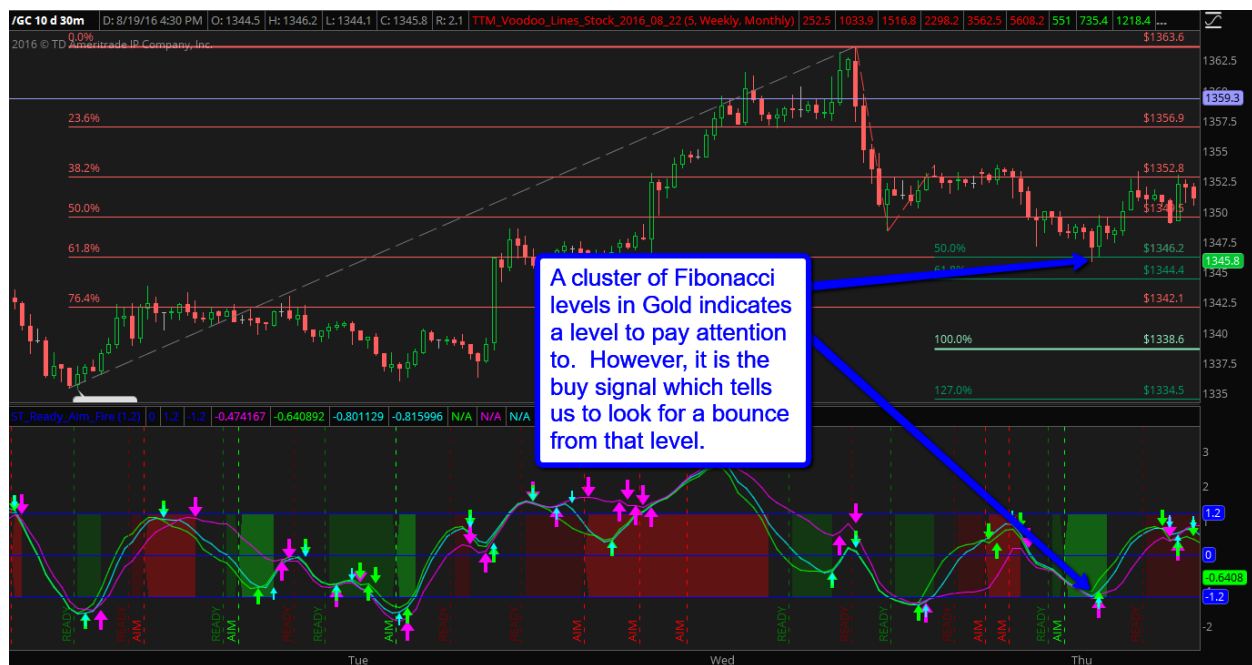 /GC 10 d 30m D: 8/19/16 4:30 PM O: 1344.5 H: 1346.2 L: 1344.1 C: 1345.8 R: 2.1 TTM_Voodoo_Lines_Stock_2016_08_22 (5, Weekly, Monthly) 252.5 1033.9 1516.8 2298.2 3562.5 5608.2 551 735.4 1218.4 ...
2016 © TD Ameritrade IP Company, Inc.
0.0% $1363.6
1362.5
1359.3
23.6% $1356.9
1357.5
1355
38.2% $1352.8
1352.5
50.0% $1349.5
1350
1347.5
61.8% 50.0% $1346.2
1345.8
61.8% $1344.4
1345
76.4% $1342.1
1342.5
1340
100.0% $1338.6
1337.5
127.0% $1334.5
1335
A cluster of Fibonacci
levels in Gold indicates
a level to pay attention
to. However, it is the
buy signal which tells
us to look for a bounce
from that level.
ST_Ready_Aim_Fire (1.2) 0 1.2 -1.2 -0.474167 -0.640892 -0.801129 -0.815996 N/A N/A N/A
3
2
1.2
1
0
-0.6408
-1.2
-2
READY READY AIM READY AIM READY READY AIM READY AIM AIM AIM READY READY READY AIM AIM READY AIM READY
Tue Wed Thu